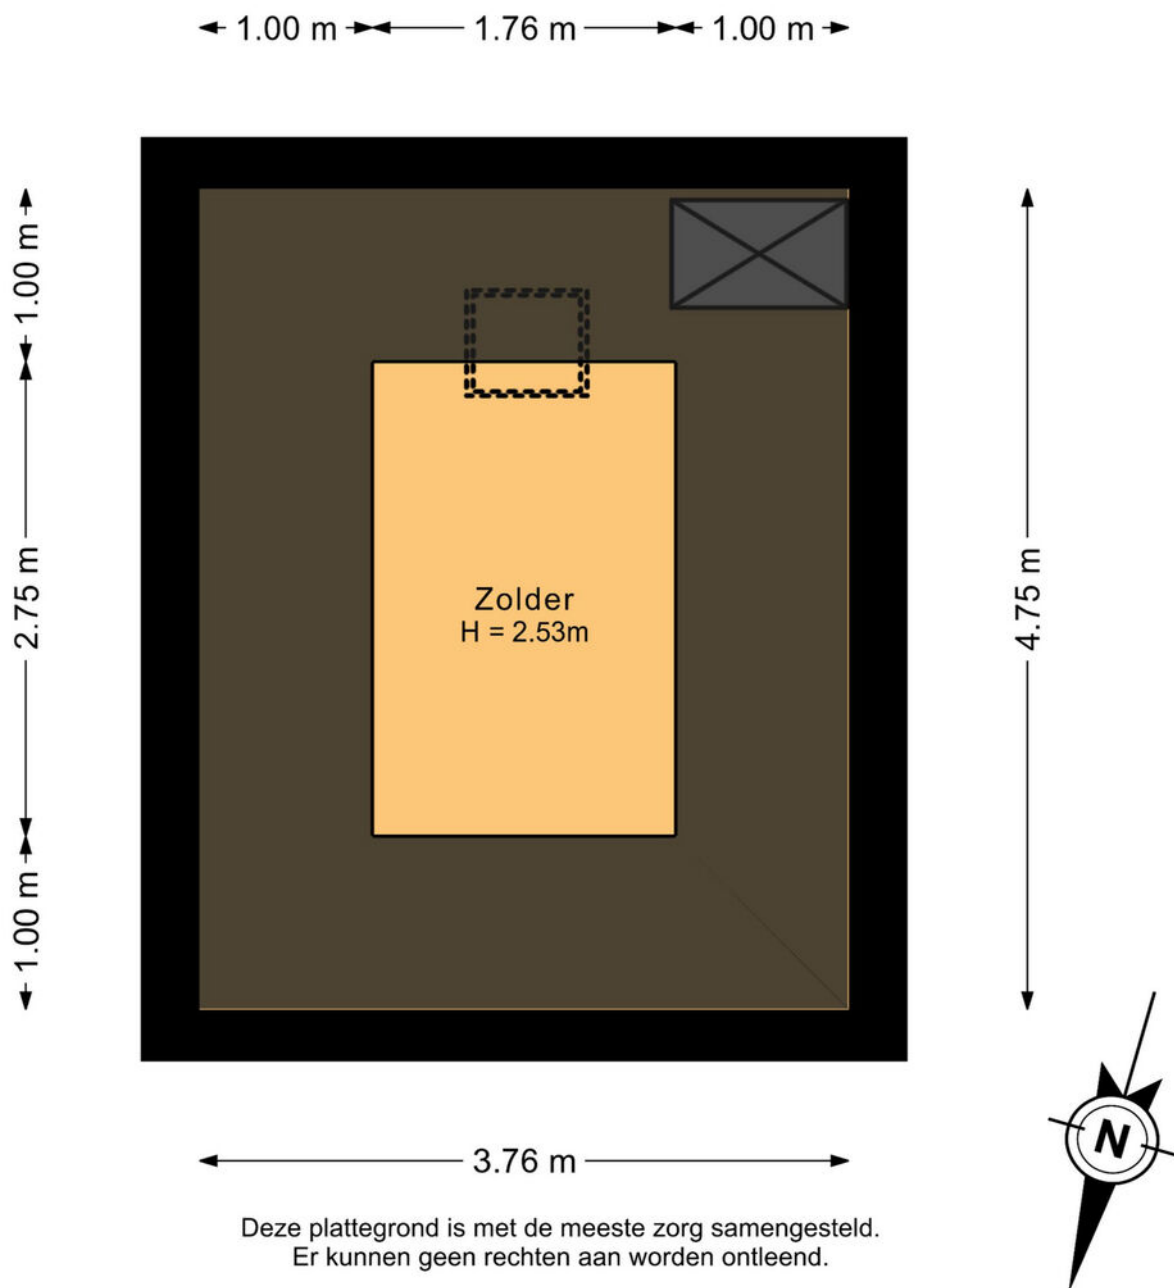 1.00 m 1.76 m 1.00 m
1.00 m
2.75 m
1.00 m
Zolder
H = 2.53m
4.75 m
N
3.76 m
Deze plattegrond is met de meeste zorg samengesteld.
Er kunnen geen rechten aan worden ontleend.